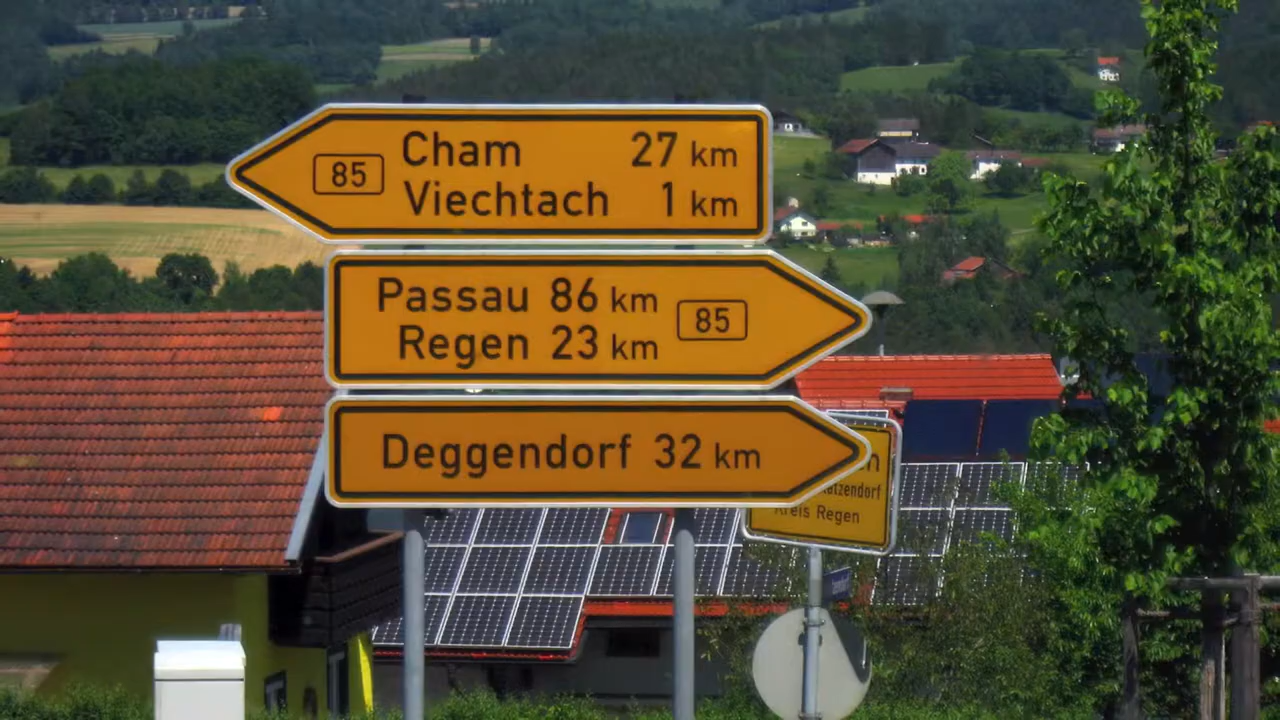 Cham 27 km
85
Viechtach 1 km
Passau 86 km
85
Regen 23 km
Deggendorf 32 km
Kreis Regen